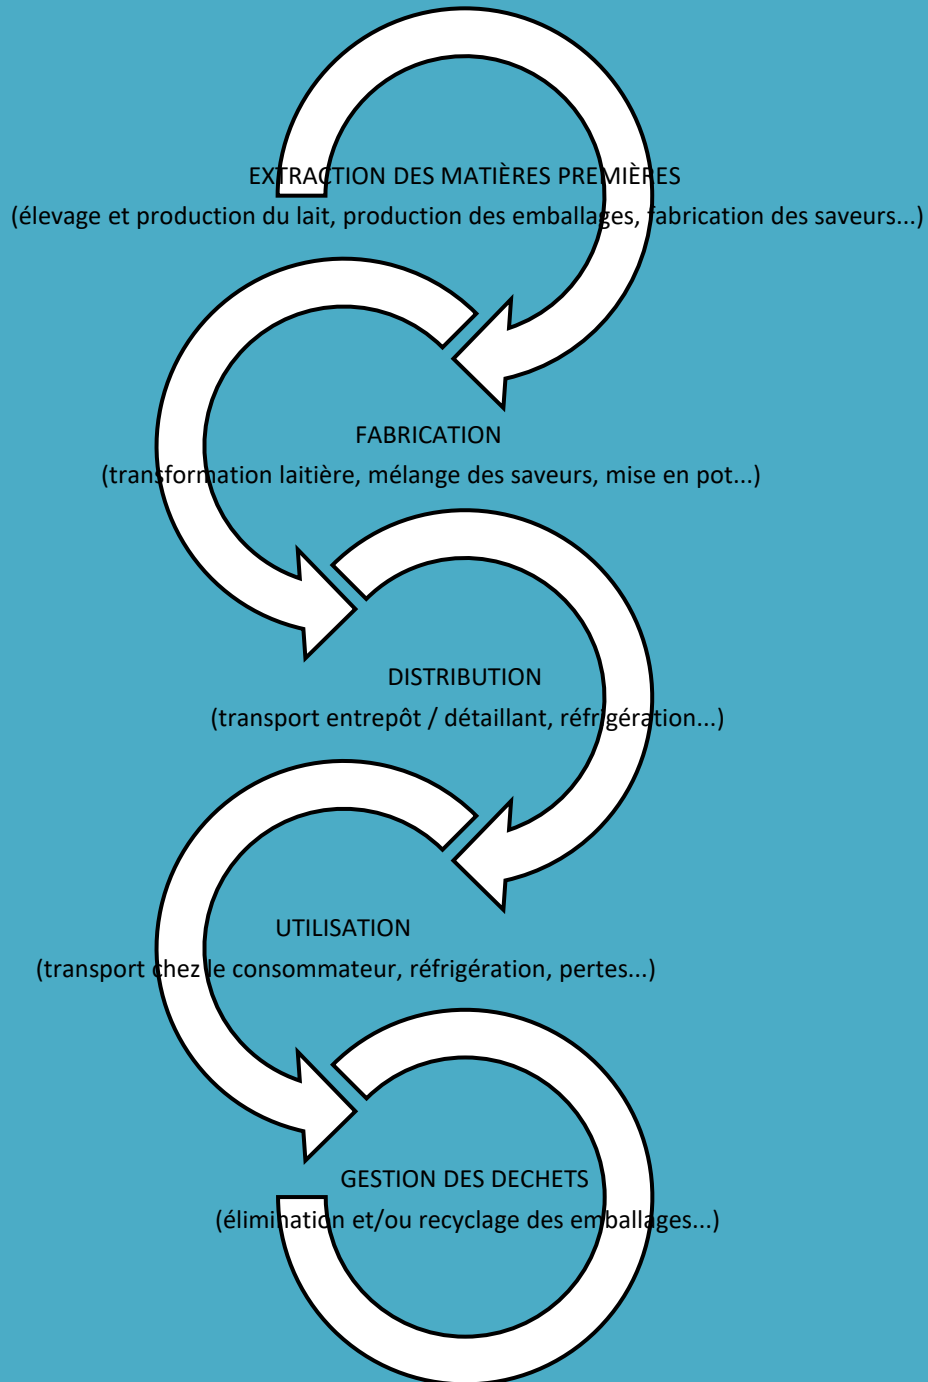 EXTRACTION DES MATIÈRES PREMIÈRES
(élevage et production du lait, production des emballages, fabrication des saveurs...)
FABRICATION
(transformation laitière, mélange des saveurs, mise en pot...)
DISTRIBUTION
(transport entrepôt / détaillant, réfrigération...)
UTILISATION
(transport chez le consommateur, réfrigération, pertes...)
GESTION DES DECHETS
(élimination et/ou recyclage des emballages...)